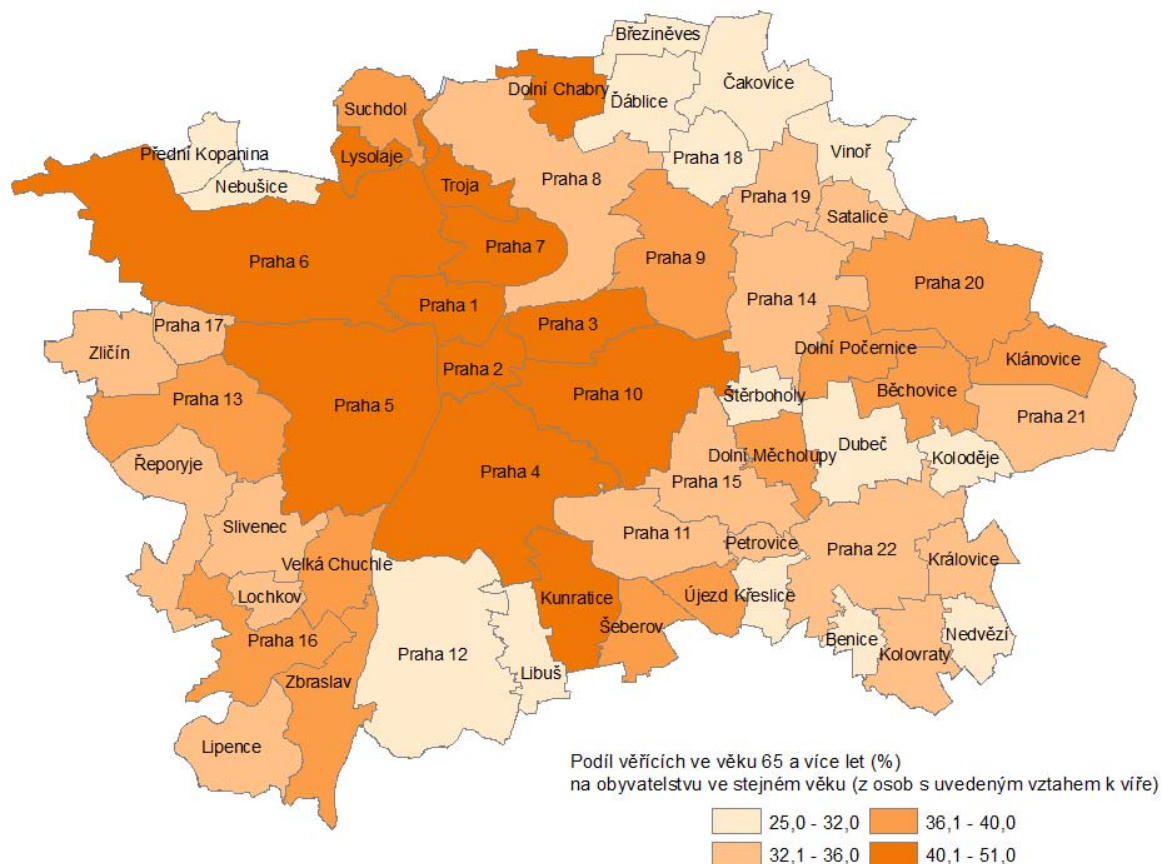 Březiněves
Dolní Chabry
Čakovice
Ďáblice
Suchdol
Přední Kopanina
Lysolaje
Praha 18
Vinoř
Nebušice
Troja
Praha 8
Praha 19
Satalice
Praha 7
Praha 6
Praha 9
Praha 20
Praha 1
Praha 14
Praha 17
Praha 3
Zličín
Dolní Počernice
Klánovice
Praha 2
Praha 10
Štěrboholy
Běchovice
Praha 13
Praha 5
Praha 21
Dubeč
Dolní Měcholupy
Koloděje
Řeporyje
Praha 4
Praha 15
Slivenec
Praha 11
Petrovice
Praha 22
Královice
Velká Chuchle
Lochkov
Kunratice
Újezd
Křeslice
Šeberov
Praha 16
Benice
Nedvězí
Praha 12
Libuš
Kolovraty
Zbraslav
Lipence
Podíl věřících ve věku 65 a více let (%)
na obyvatelstvu ve stejném věku (z osob s uvedeným vztahem k víře)
25,0 - 32,0
36,1 - 40,0
32,1 - 36,0
40,1 - 51,0